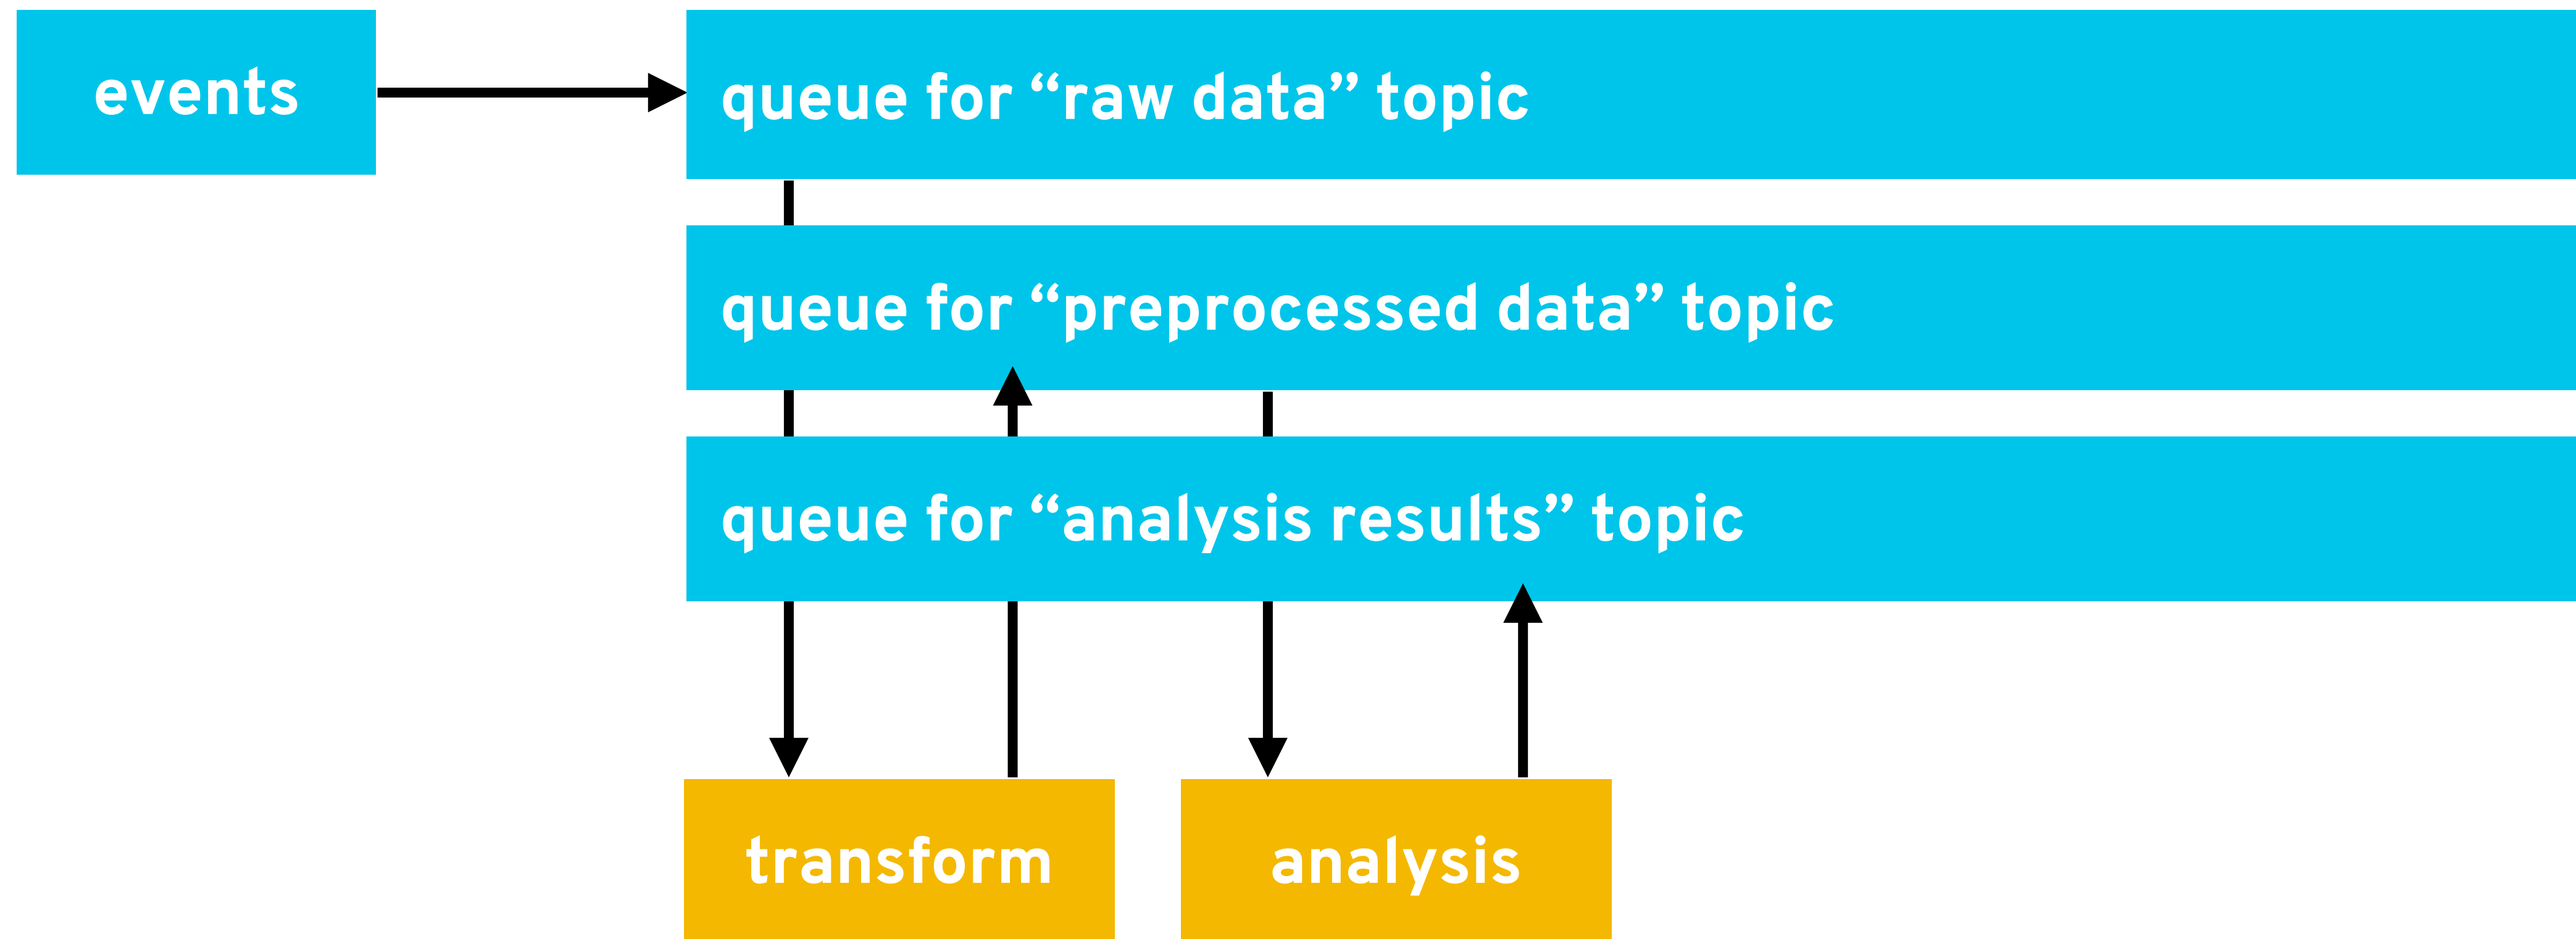 events
queue for “raw data” topic
queue for “preprocessed data” topic
queue for “analysis results” topic
transform
analysis